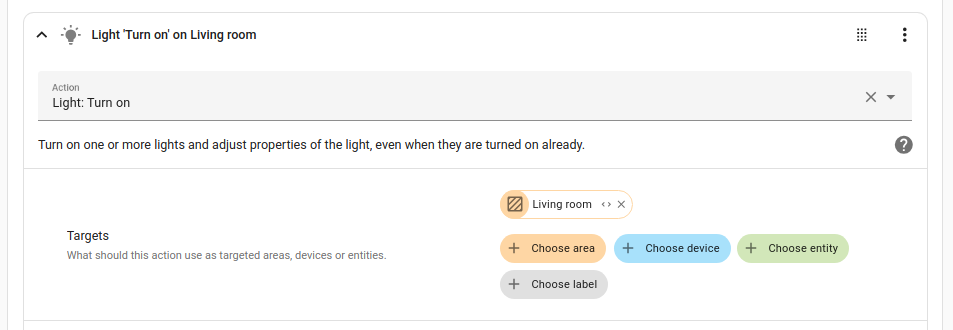 Light 'Turn on' on Living room
Action
Light: Turn on
Turn on one or more lights and adjust properties of the light, even when they are turned on already.
Living room
Targets
What should this action use as targeted areas, devices or entities.
Choose area
Choose device
Choose entity
Choose label